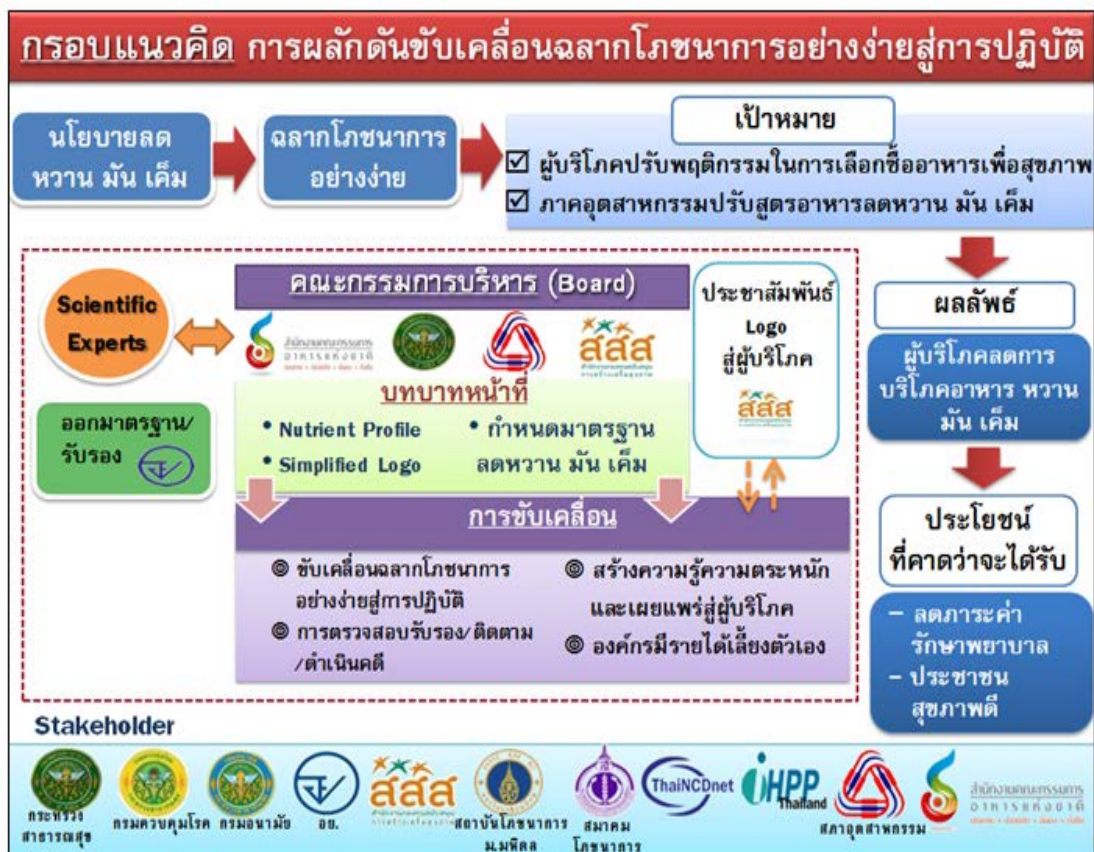 กรอบแนวคิด การผลักดันขับเคลื่อนฉลากโภชนาการอย่างง่ายสู่การปฏิบัติ
นโยบายลด
หวาน มัน เค็ม
ฉลากโภชนาการ
อย่างง่าย
เป้าหมาย
ผู้บริโภคปรับพฤติกรรมในการเลือกซื้ออาหารเพื่อสุขภาพ
ภาคอุตสาหกรรมปรับสูตรอาหารลดหวาน มัน เค็ม
Scientific
Experts
ออกมาตรฐาน/
รับรอง
คณะกรรมการบริหาร (Board)
สำนักงานคณะกรรมการ
อาหารแห่งชาติ
สสส
บทบาทหน้าที่
• Nutrient Profile
• Simplified Logo
• กำหนดมาตรฐาน
ลดหวาน มัน เค็ม
ประชาสัมพันธ์
Logo
สู่ผู้บริโภค
สสส
การขับเคลื่อน
ขับเคลื่อนฉลากโภชนาการ
อย่างง่ายสู่การปฏิบัติ
การตรวจสอบรับรอง/ติดตาม
/ดำเนินคดี
สร้างความรู้ความตระหนัก
และเผยแพร่สู่ผู้บริโภค
องค์กรมีรายได้เลี้ยงตัวเอง
ผลลัพธ์
ผู้บริโภคลดการ
บริโภคอาหาร หวาน
มัน เค็ม
ประโยชน์
ที่คาดว่าจะได้รับ
– ลดภาระค่า
รักษาพยาบาล
– ประชาชน
สุขภาพดี
Stakeholder
กระทรวง
สาธารณสุข
กรมควบคุมโรค
กรมอนามัย
อย.
สสส
สถาบันโภชนาการ
ม.มหิดล
สมาคม
โภชนาการ
ThaiNCDnet
iHPP
Thailand
สภาอุตสาหกรรม
สำนักงานคณะกรรมการ
อาหารแห่งชาติ